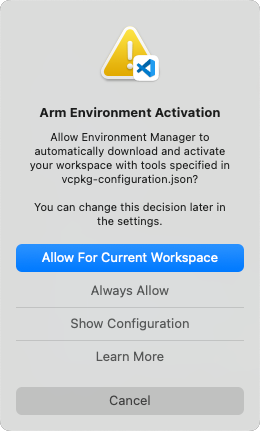 Arm Environment Activation
Allow Environment Manager to
automatically download and activate
your workspace with tools specified in
vcpkg-configuration.json?
You can change this decision later in
the settings.
Allow For Current Workspace
Always Allow
Show Configuration
Learn More
Cancel